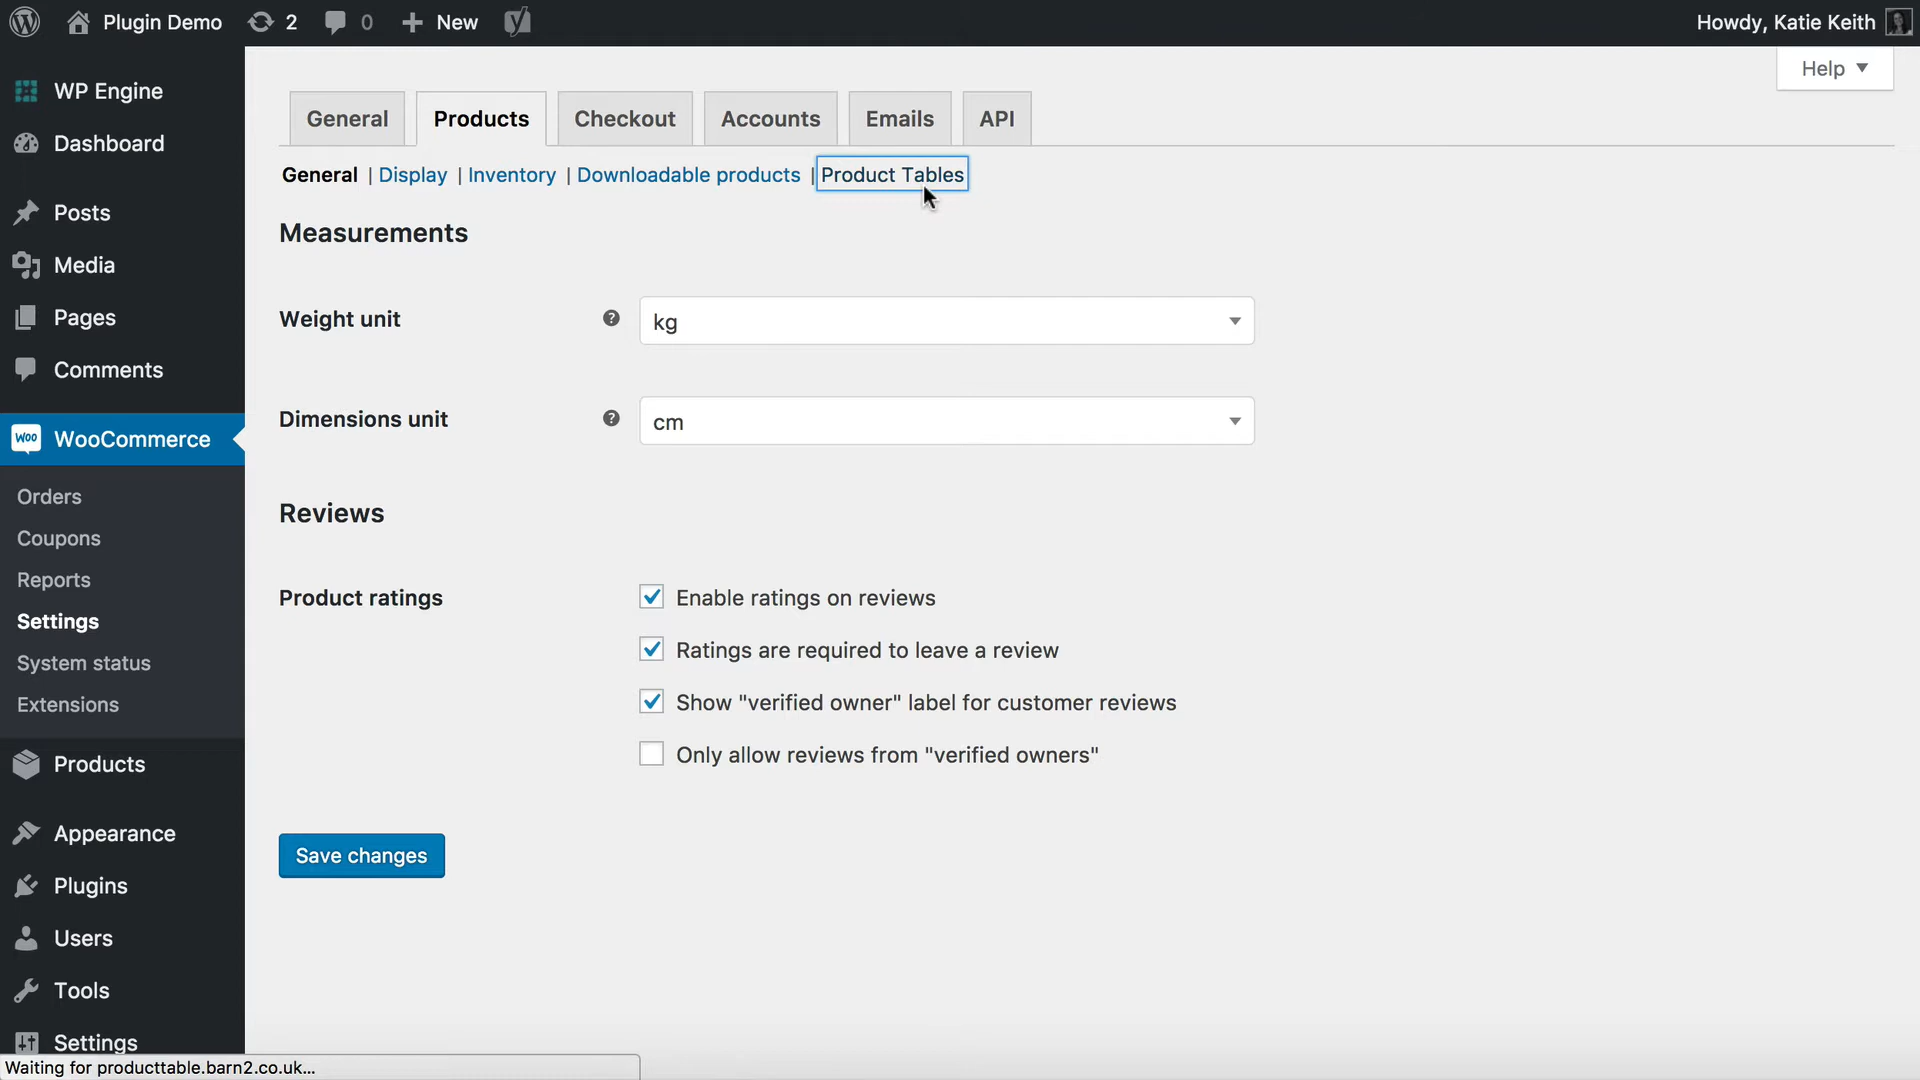 Plugin Demo 2 0 New Howdy, Katie Keith
Help
WP Engine
Dashboard
Posts
Media
Pages
Comments
WOO WooCommerce
Orders
Coupons
Reports
Settings
System status
Extensions
Products
Appearance
Plugins
Users
Tools
Settings
General Products Checkout Accounts Emails API
General | Display | Inventory | Downloadable products | Product Tables
Measurements
Weight unit kg
Dimensions unit cm
Reviews
Product ratings Enable ratings on reviews
Ratings are required to leave a review
Show "verified owner" label for customer reviews
Only allow reviews from "verified owners"
Save changes
Waiting for producttable.barn2.co.uk...